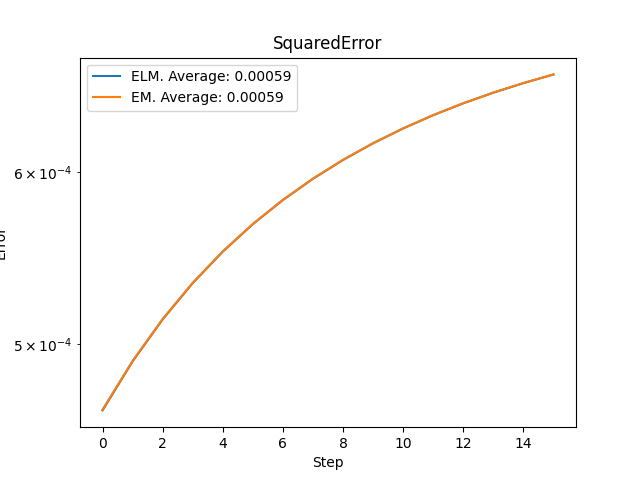 SquaredError
ELM. Average: 0.00059
EM. Average: 0.00059
6 × 10⁻⁴
5 × 10⁻⁴
Error
0 2 4 6 8 10 12 14
Step